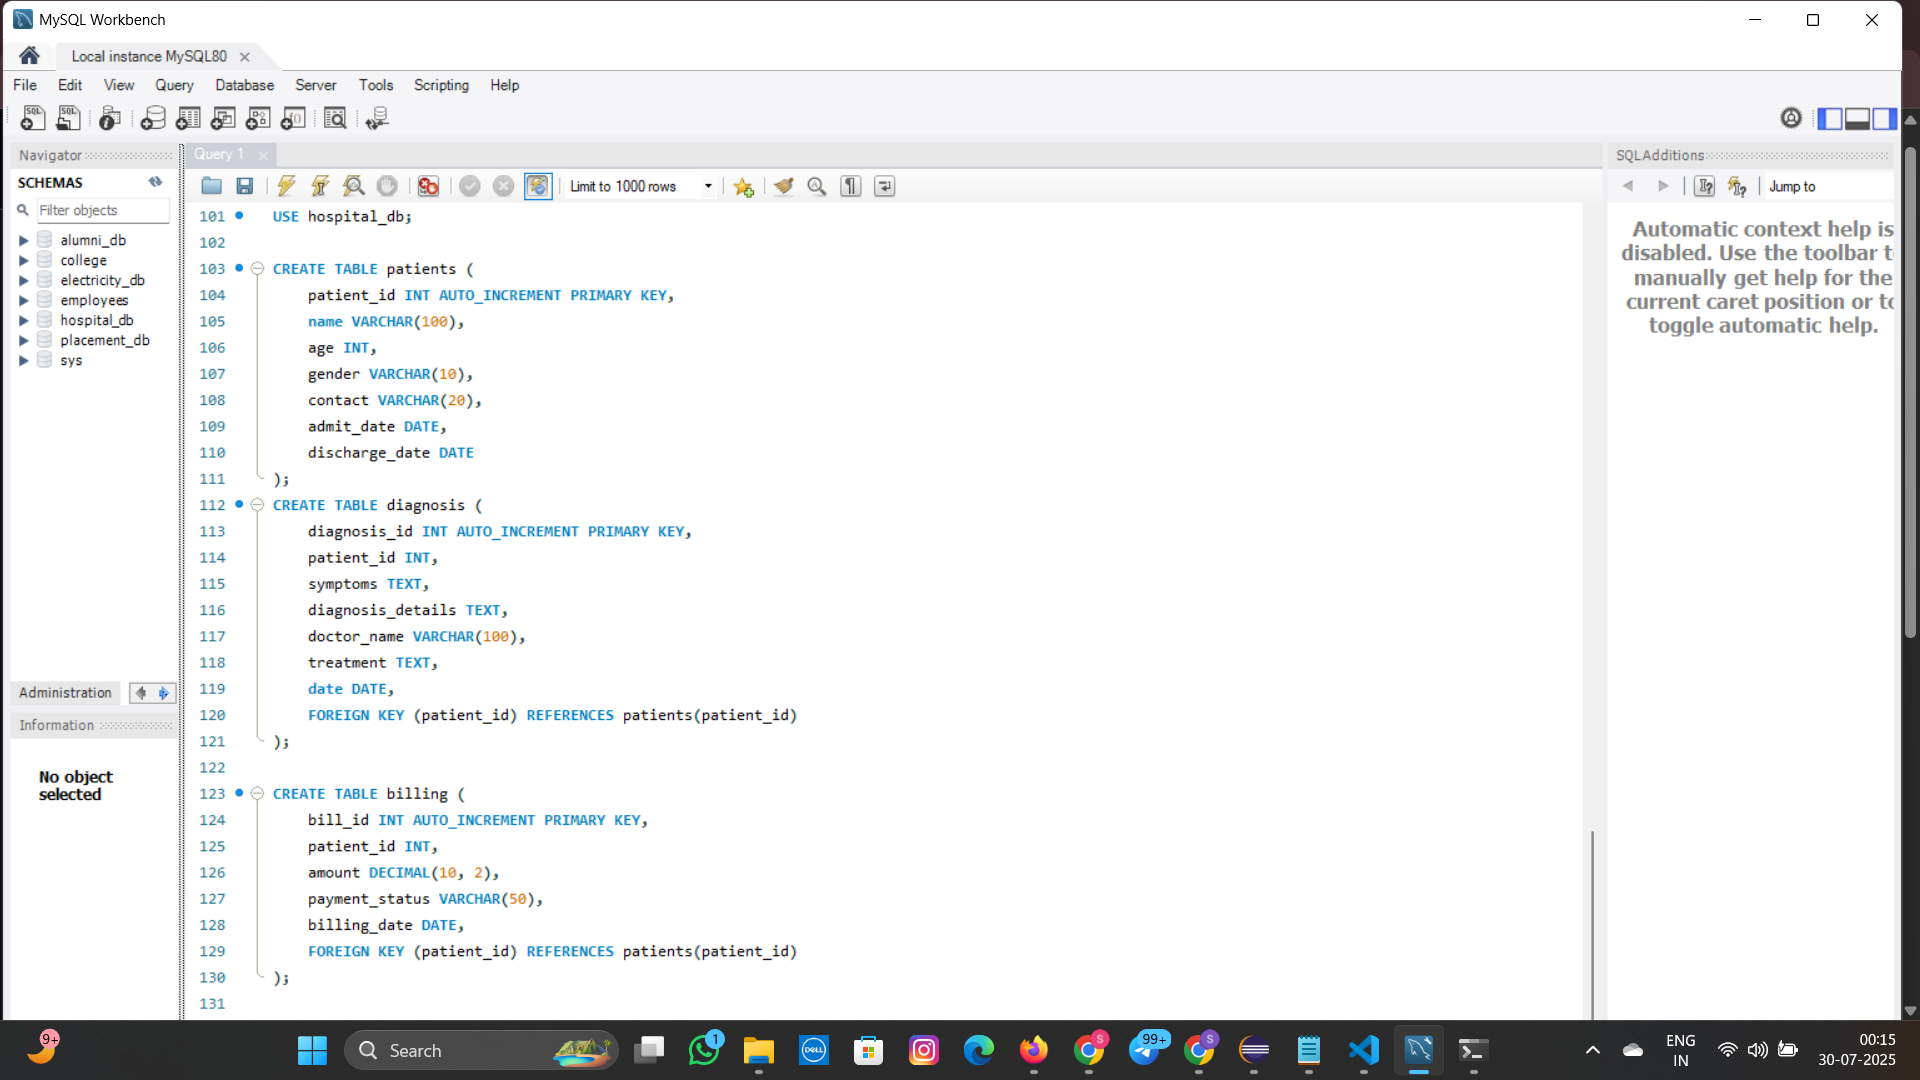 MySQL Workbench
Local instance MySQL80
File Edit View Query Database Server Tools Scripting Help
Navigator
SCHEMAS
Filter objects
alumni_db
college
electricity_db
employees
hospital_db
placement_db
sys
Administration
Information
No object
selected
Query 1
Limit to 1000 rows
101 USE hospital_db;
102
103 CREATE TABLE patients (
104 patient_id INT AUTO_INCREMENT PRIMARY KEY,
105 name VARCHAR(100),
106 age INT,
107 gender VARCHAR(10),
108 contact VARCHAR(20),
109 admit_date DATE,
110 discharge_date DATE
111 );
112 CREATE TABLE diagnosis (
113 diagnosis_id INT AUTO_INCREMENT PRIMARY KEY,
114 patient_id INT,
115 symptoms TEXT,
116 diagnosis_details TEXT,
117 doctor_name VARCHAR(100),
118 treatment TEXT,
119 date DATE,
120 FOREIGN KEY (patient_id) REFERENCES patients(patient_id)
121 );
122
123 CREATE TABLE billing (
124 bill_id INT AUTO_INCREMENT PRIMARY KEY,
125 patient_id INT,
126 amount DECIMAL(10, 2),
127 payment_status VARCHAR(50),
128 billing_date DATE,
129 FOREIGN KEY (patient_id) REFERENCES patients(patient_id)
130 );
131
SQLAdditions
Jump to
Automatic context help is
disabled. Use the toolbar t
manually get help for the
current caret position or to
toggle automatic help.
9+
Search
1
DELL
S
99+
S
ENG
IN
00:15
30-07-2025